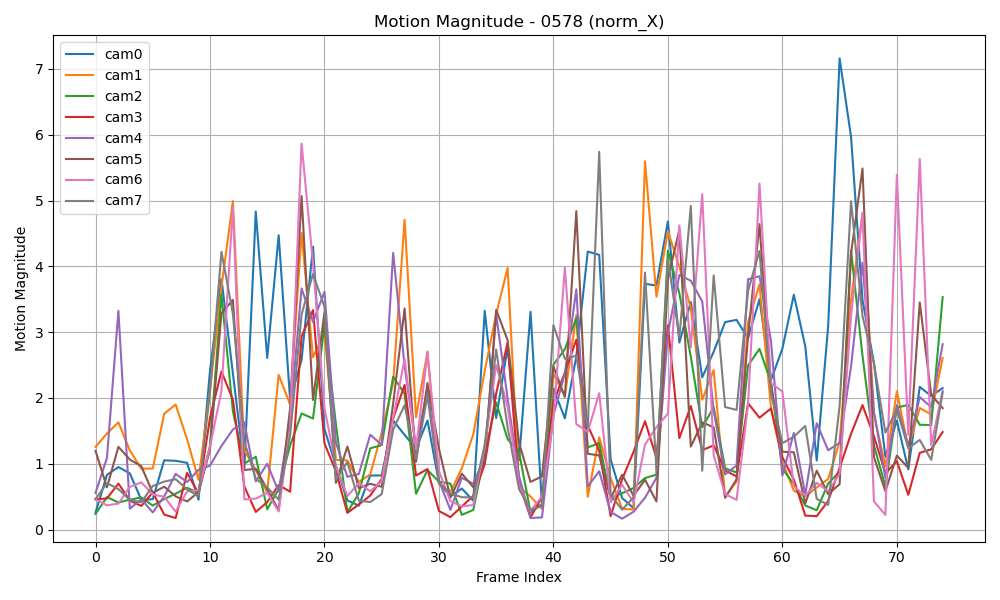 Motion Magnitude - 0578 (norm_X)
cam0
cam1
cam2
cam3
cam4
cam5
cam6
cam7
Motion Magnitude
7
6
5
4
3
2
1
0
0 10 20 30 40 50 60 70
Frame Index